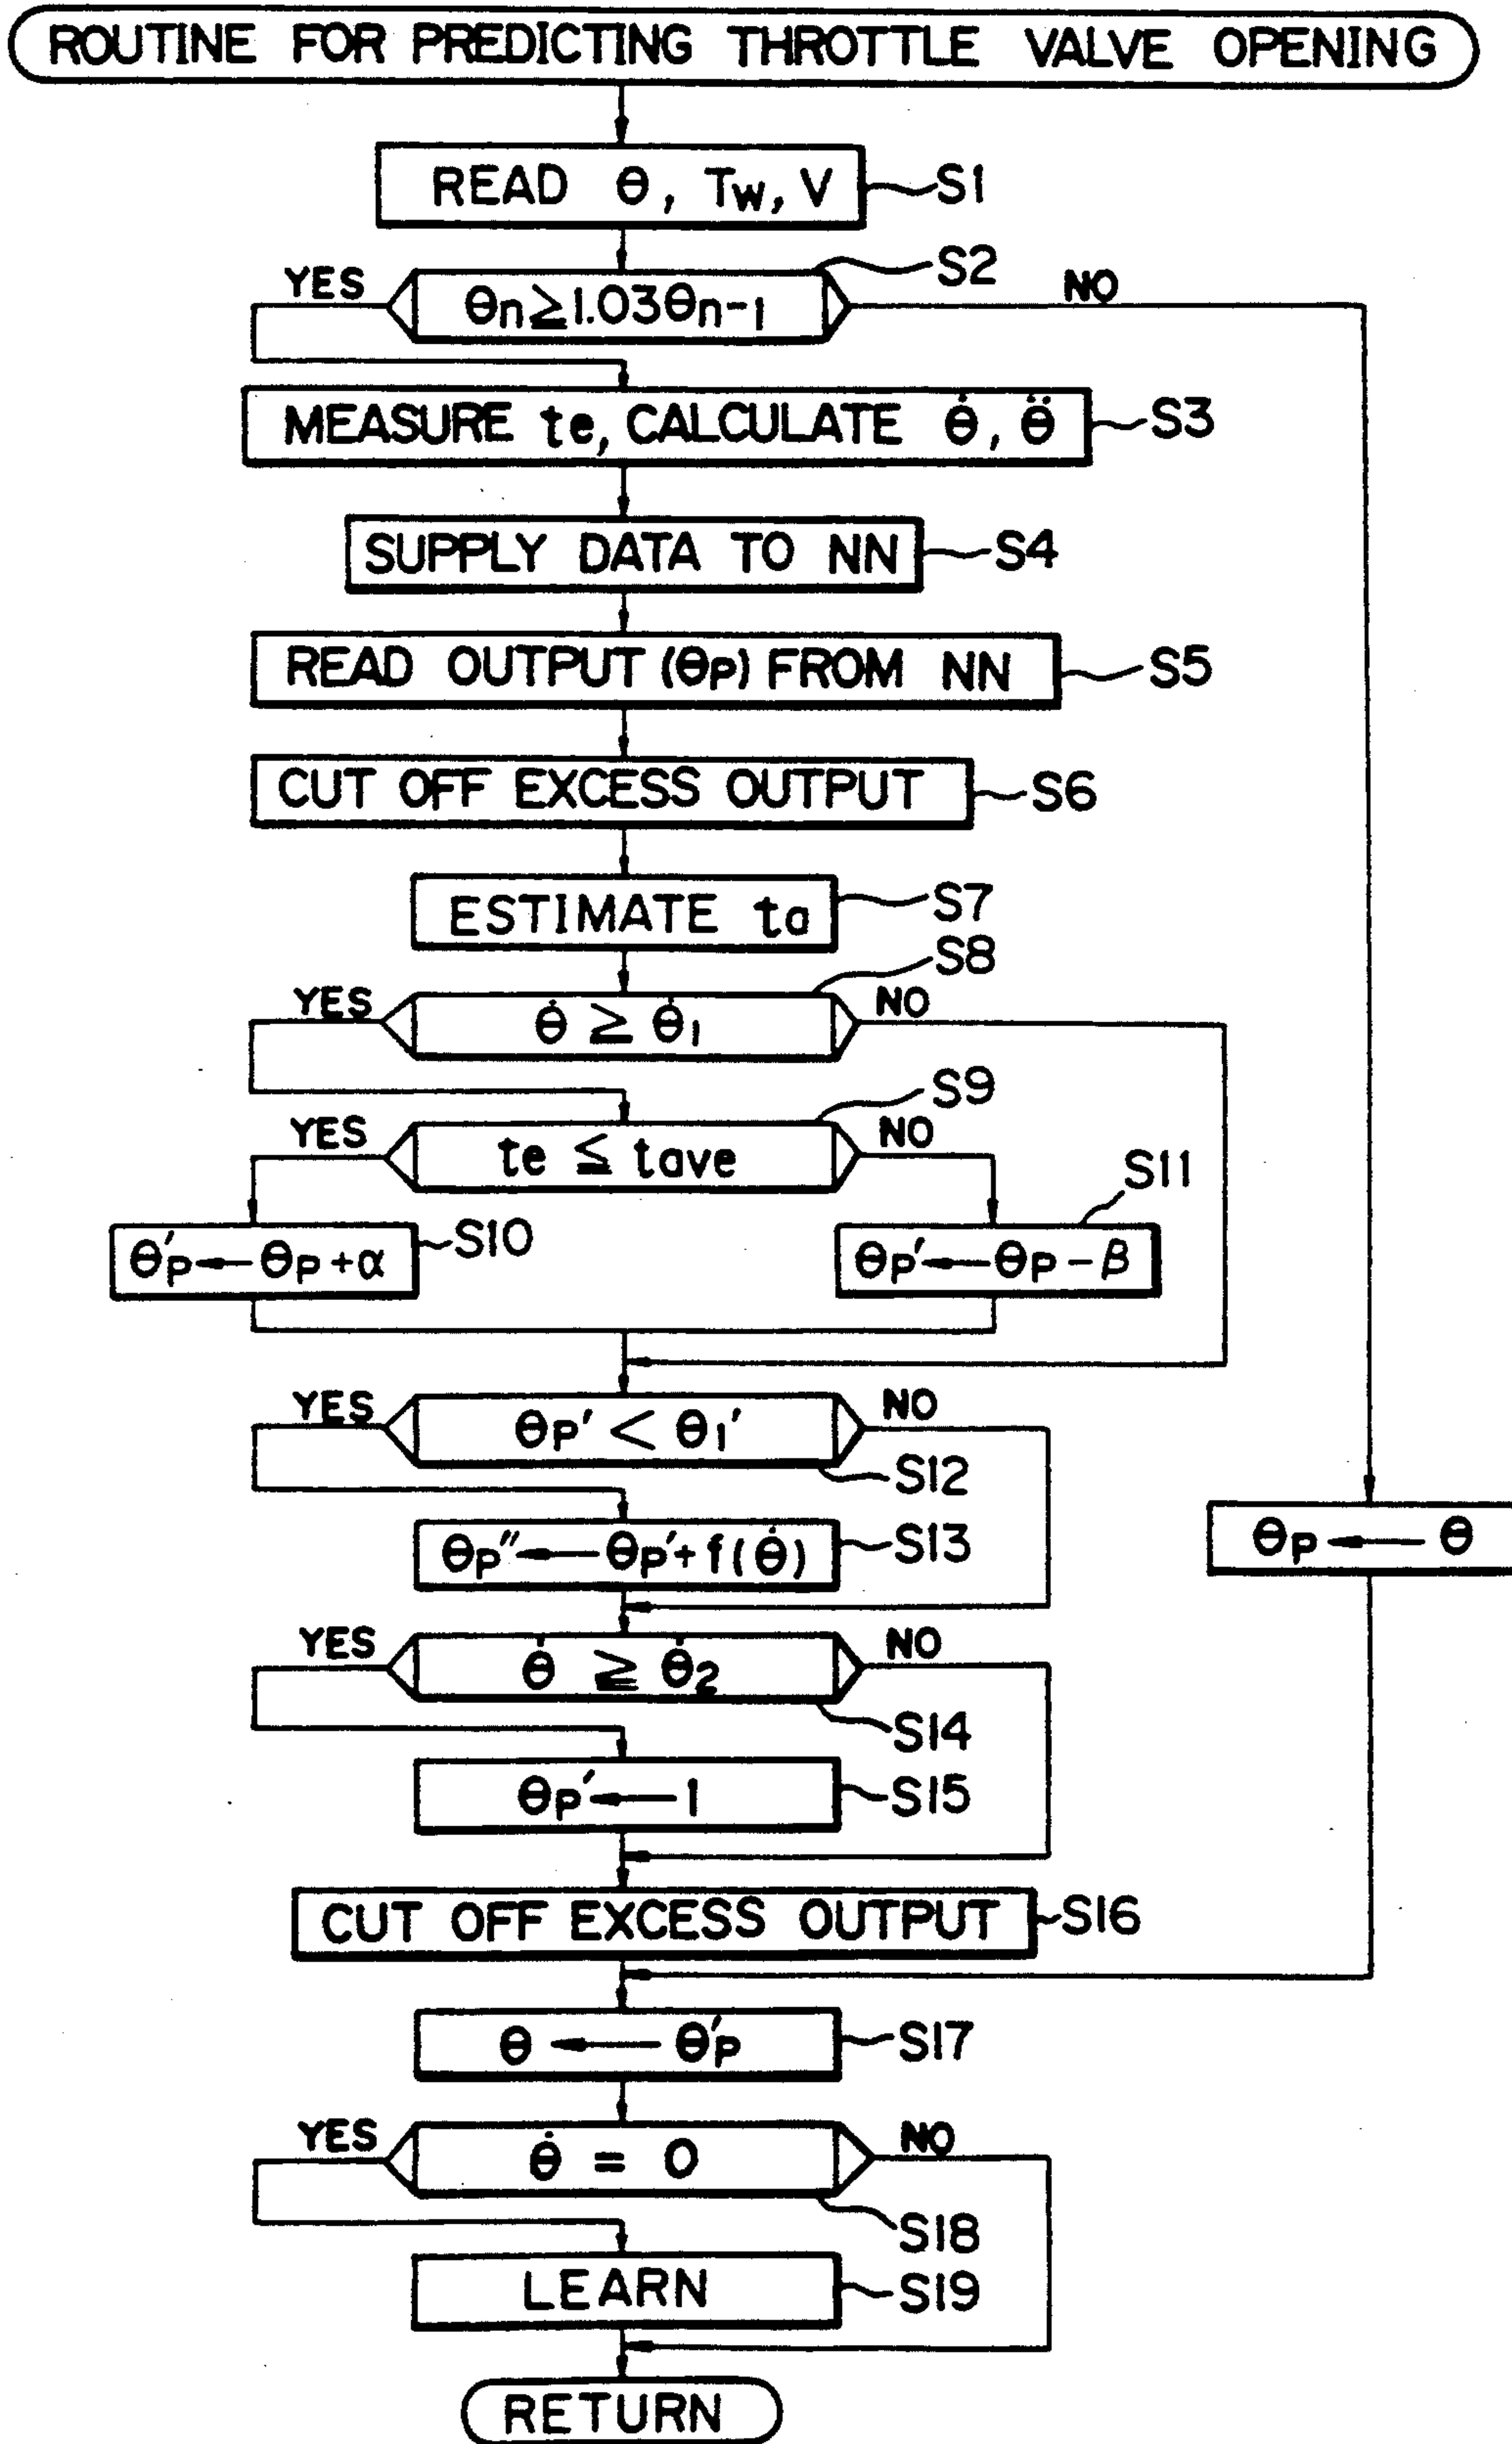 ROUTINE FOR PREDICTING THROTTLE VALVE OPENING
READ θ, Tw, V
S1
S2
YES
NO
θn≧1.03θn-1
MEASURE te, CALCULATE θ̇, θ̈
S3
SUPPLY DATA TO NN
S4
READ OUTPUT (θp) FROM NN
S5
CUT OFF EXCESS OUTPUT
S6
ESTIMATE ta
S7
S8
YES
NO
θ̇ ≧ θ̇1
S9
YES
NO
te ≦ tave
S11
θ'p←θp+α
S10
θp'←θp-β
YES
NO
θp' < θ1'
S12
θp''←θp'+f(θ̇)
S13
θp←θ
YES
NO
θ̇ ≧ θ̇2
S14
θp'←1
S15
CUT OFF EXCESS OUTPUT
S16
θ←θ'p
S17
YES
NO
θ̇ = 0
S18
LEARN
S19
RETURN